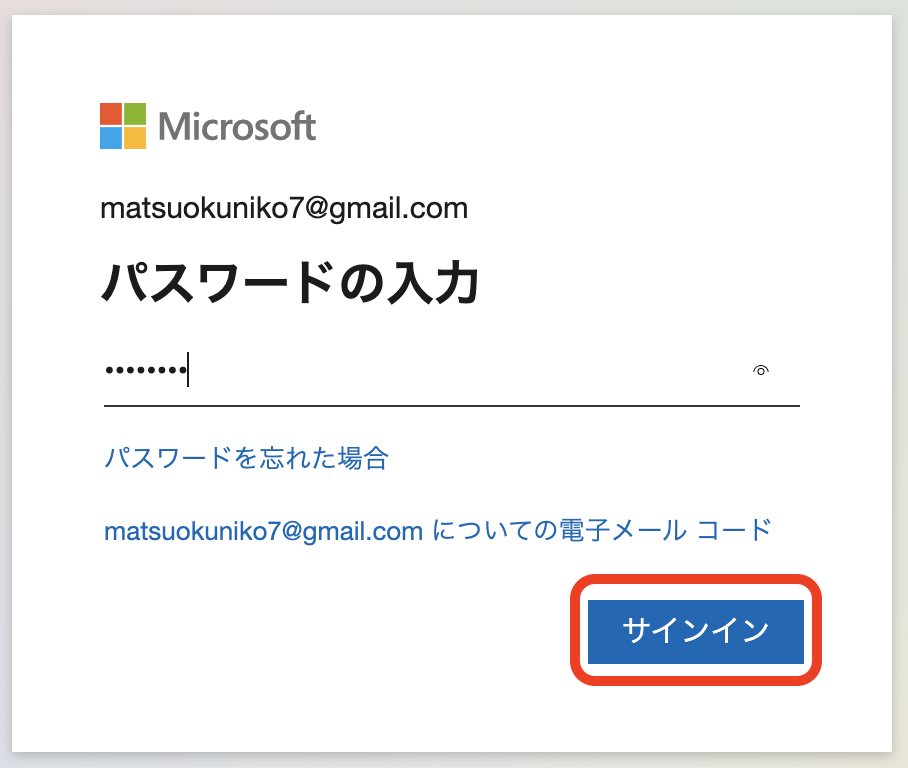 Microsoft
matsuokuniko7@gmail.com
パスワードの入力
••••••••
パスワードを忘れた場合
matsuokuniko7@gmail.com についての電子メール コード
サインイン